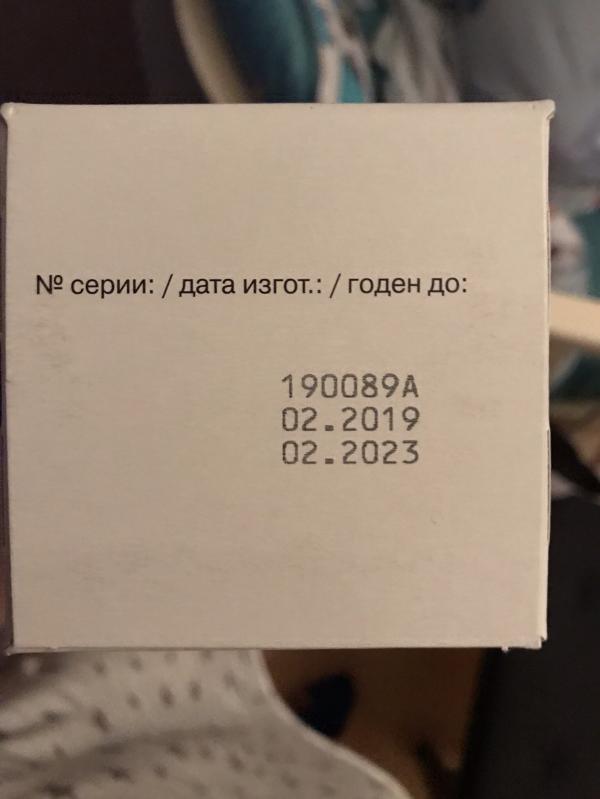 № серии: / дата изгот.: / годен до:
190089A
02.2019
02.2023